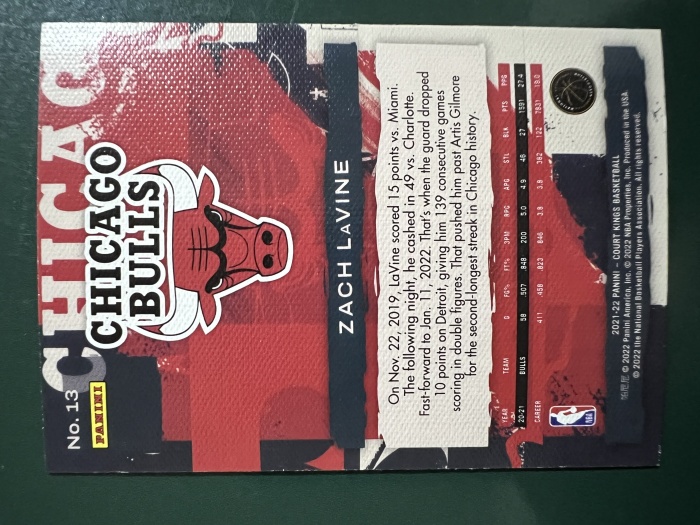 CHICAGO
No. 13
PANINI
CHICAGO
BULLS
ZACH LaVINE
On Nov. 22, 2019, LaVine scored 15 points vs. Miami.
The following night, he cashed in 49 vs. Charlotte.
Fast-forward to Jan. 11, 2022. That's when the guard dropped
10 points on Detroit, giving him 139 consecutive games
scoring in double figures. That pushed him past Artis Gilmore
for the second-longest streak in Chicago history.
YEAR TEAM G FG% FT% 3PM RPG APG STL BLK PTS PPG
20-21 BULLS 58 .507 .848 200 5.0 4.9 46 27 1591 27.4
CAREER 411 .458 .823 846 3.8 3.8 382 122 7831 19.0
NBA
2021-22 PANINI – COURT KINGS BASKETBALL
© 2022 Panini America, Inc. © 2022 NBA Properties, Inc. Produced in the USA.
© 2022 the National Basketball Players Association. All rights reserved.